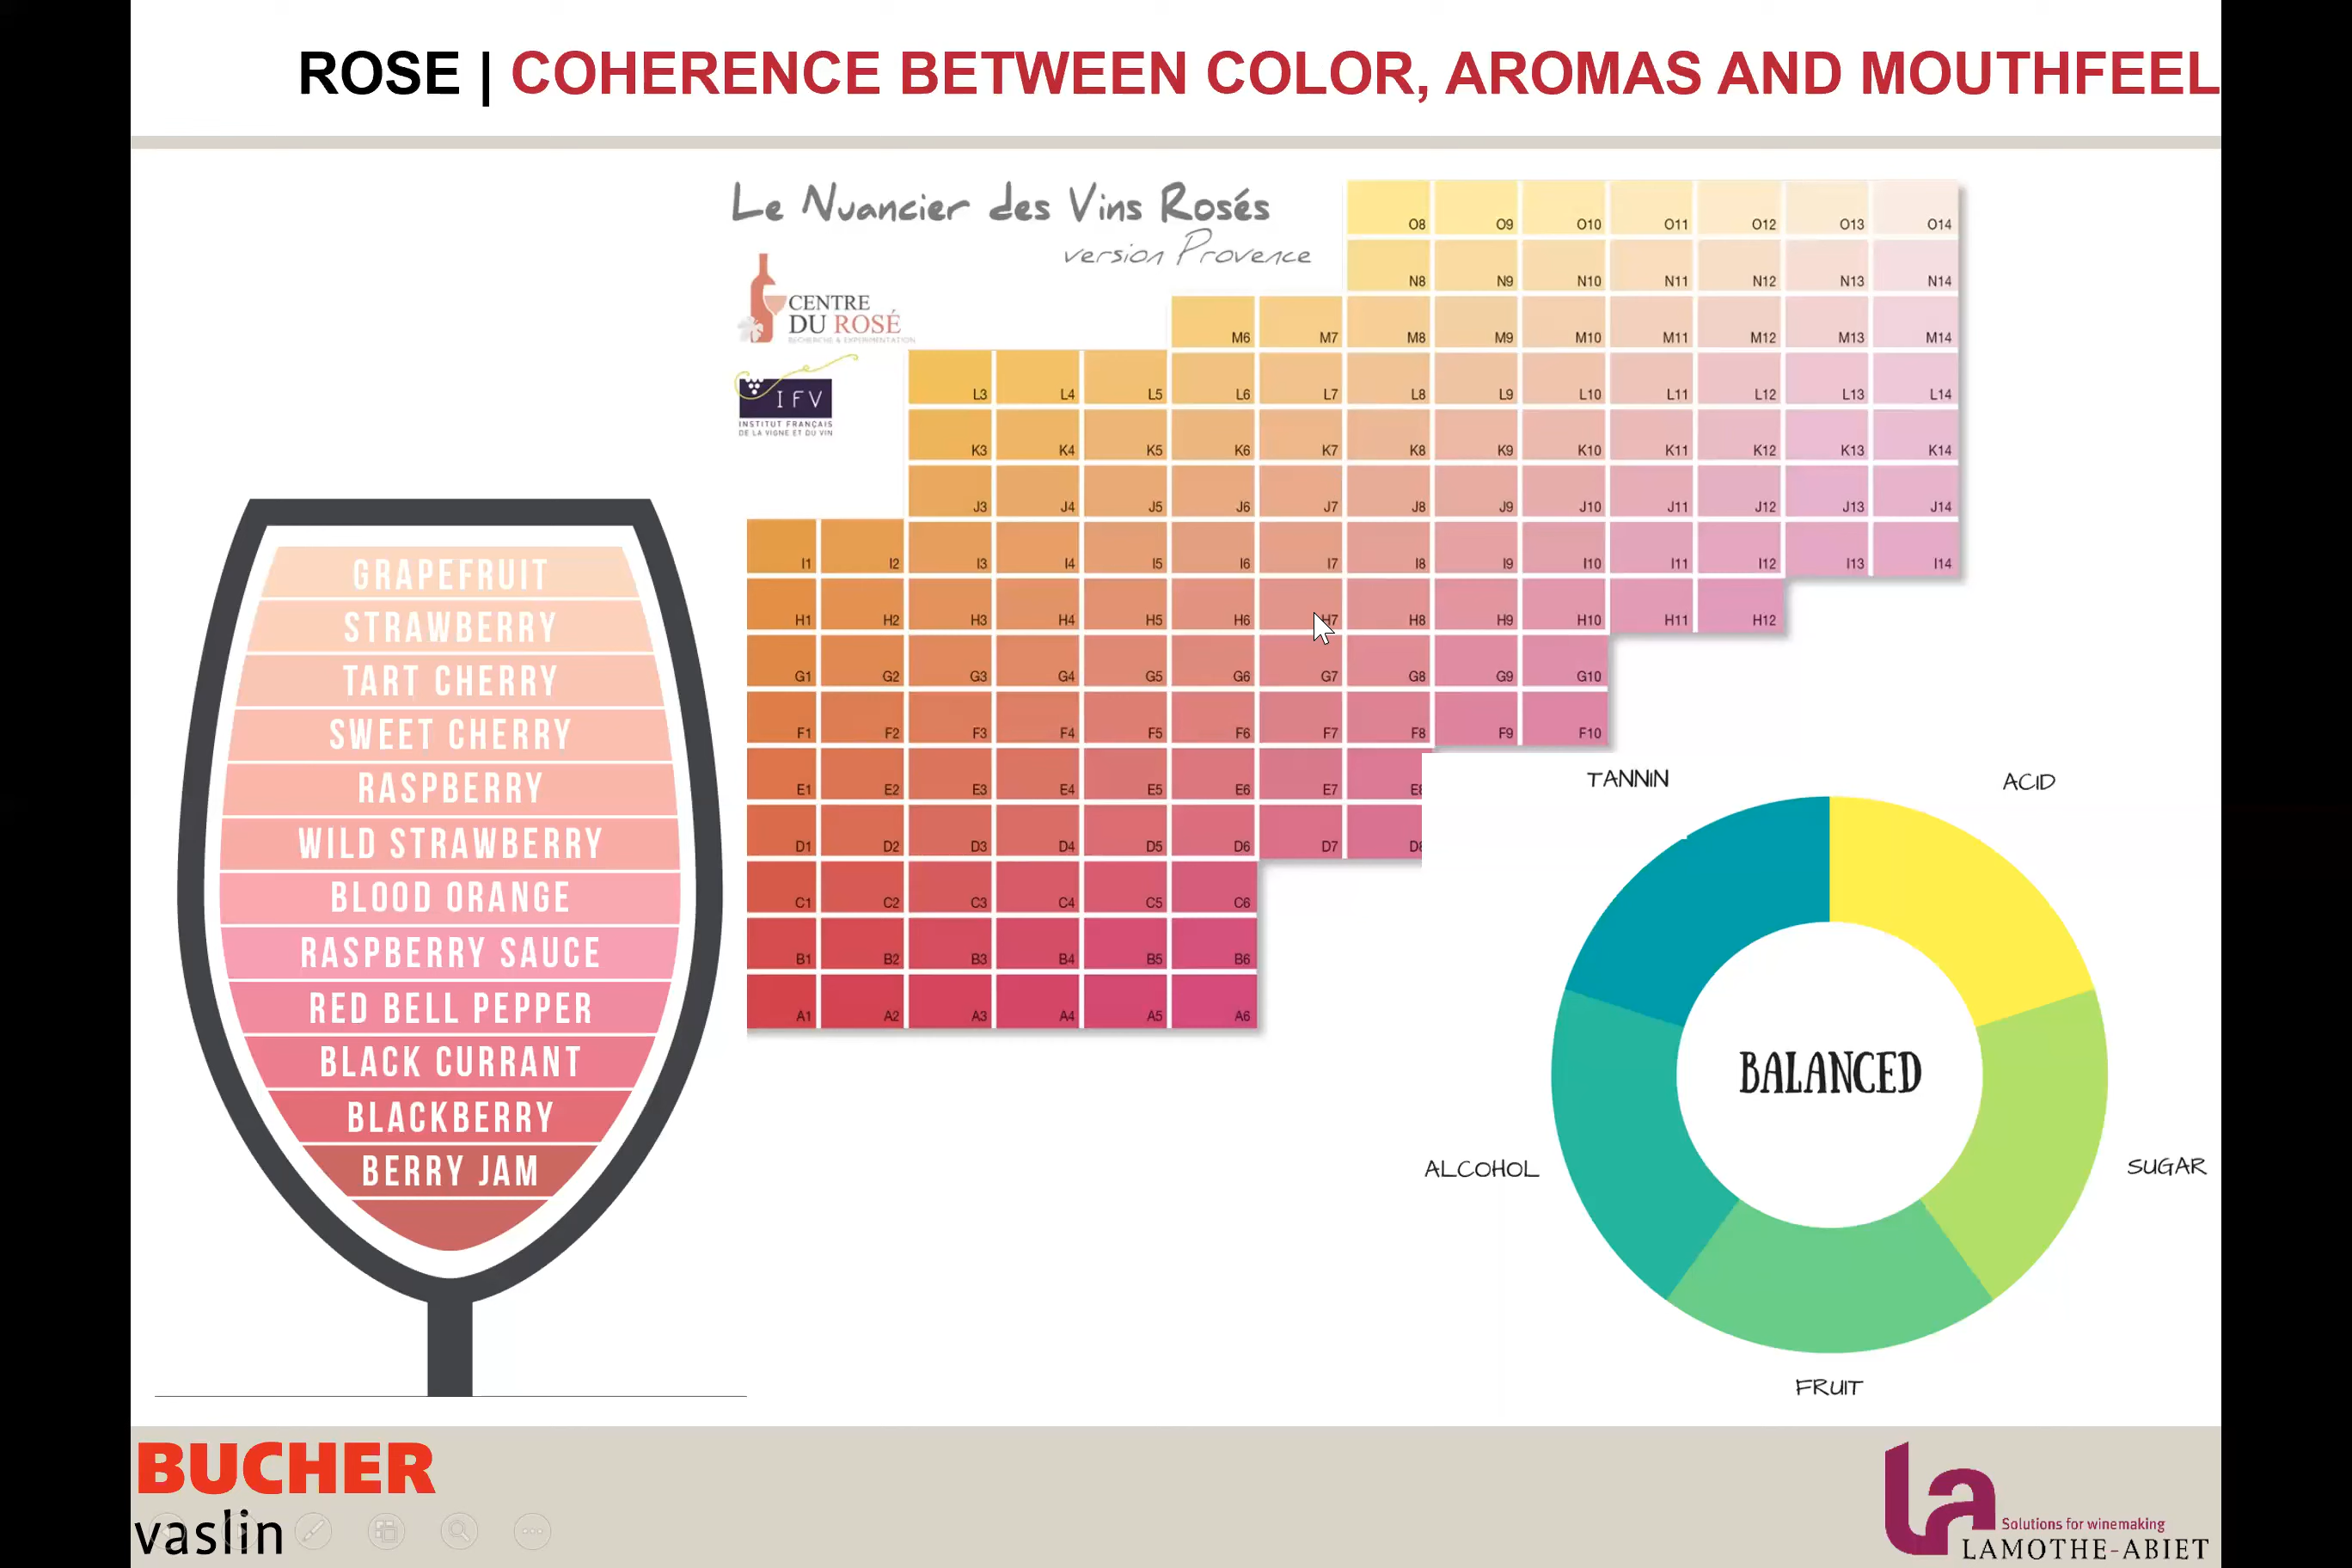 ROSE | COHERENCE BETWEEN COLOR, AROMAS AND MOUTHFEEL
Le Nuancier des Vins Rosés
version Provence
CENTRE
DU ROSÉ
RECHERCHE & EXPÉRIMENTATION
IFV
INSTITUT FRANÇAIS
DE LA VIGNE ET DU VIN
O8 O9 O10 O11 O12 O13 O14
N8 N9 N10 N11 N12 N13 N14
M6 M7 M8 M9 M10 M11 M12 M13 M14
L3 L4 L5 L6 L7 L8 L9 L10 L11 L12 L13 L14
K3 K4 K5 K6 K7 K8 K9 K10 K11 K12 K13 K14
J3 J4 J5 J6 J7 J8 J9 J10 J11 J12 J13 J14
I1 I2 I3 I4 I5 I6 I7 I8 I9 I10 I11 I12 I13 I14
H1 H2 H3 H4 H5 H6 H7 H8 H9 H10 H11 H12
G1 G2 G3 G4 G5 G6 G7 G8 G9 G10
F1 F2 F3 F4 F5 F6 F7 F8 F9 F10
E1 E2 E3 E4 E5 E6 E7
D1 D2 D3 D4 D5 D6 D7
C1 C2 C3 C4 C5 C6
B1 B2 B3 B4 B5 B6
A1 A2 A3 A4 A5 A6
GRAPEFRUIT
STRAWBERRY
TART CHERRY
SWEET CHERRY
RASPBERRY
WILD STRAWBERRY
BLOOD ORANGE
RASPBERRY SAUCE
RED BELL PEPPER
BLACK CURRANT
BLACKBERRY
BERRY JAM
TANNIN
ACID
BALANCED
ALCOHOL
SUGAR
FRUIT
BUCHER
vaslin
la
Solutions for winemaking
LAMOTHE-ABIET